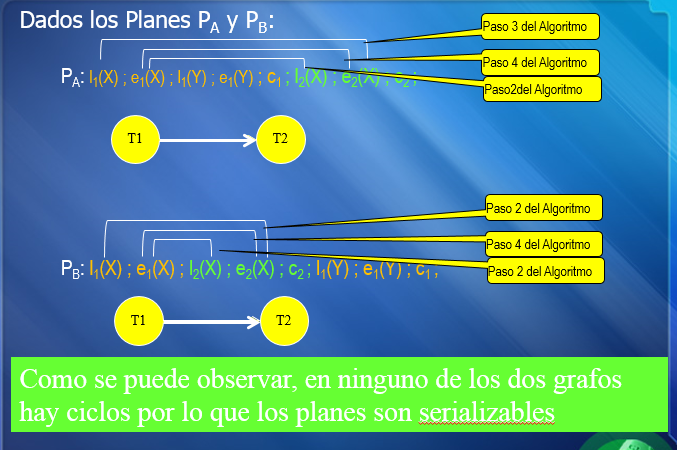 Dados los Planes PA y PB:
Paso 3 del Algoritmo
Paso 4 del Algoritmo
Paso2del Algoritmo
PA: l1(X) ; e1(X) ; l1(Y) ; e1(Y) ; c1 ; l2(X) ; e2(X) ; c2 ;
T1 T2
Paso 2 del Algoritmo
Paso 4 del Algoritmo
Paso 2 del Algoritmo
PB: l1(X) ; e1(X) ; l2(X) ; e2(X) ; c2 ; l1(Y) ; e1(Y) ; c1 ,
T1 T2
Como se puede observar, en ninguno de los dos grafos
hay ciclos por lo que los planes son serializables